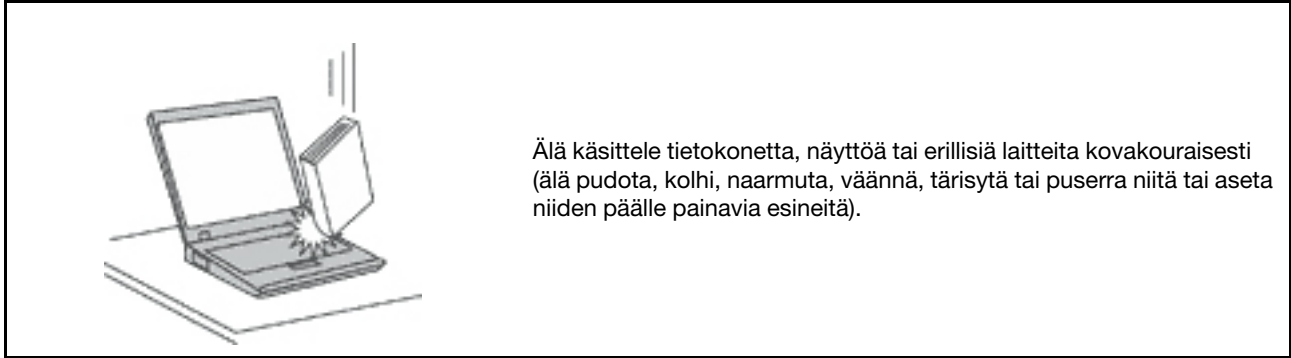 Älä käsittele tietokonetta, näyttöä tai erillisiä laitteita kovakouraisesti
(älä pudota, kolhi, naarmuta, väännä, tärisytä tai puserra niitä tai aseta
niiden päälle painavia esineitä).